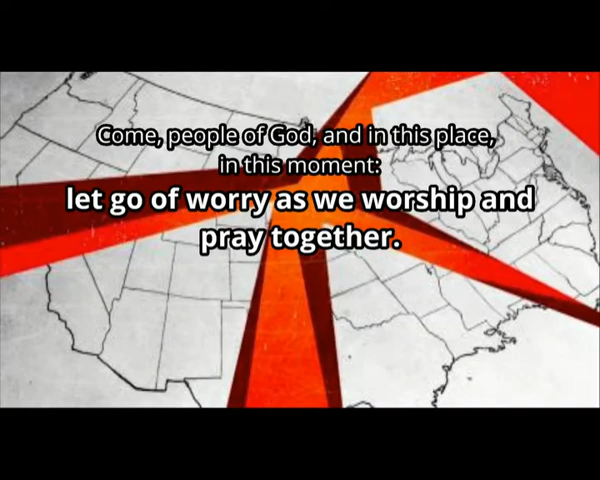 Come, people of God, and in this place,
in this moment:
let go of worry as we worship and
pray together.